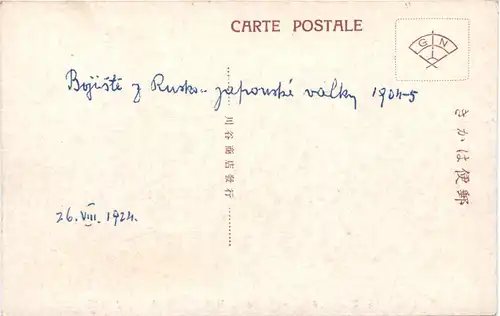 CARTE POSTALE
G N
Bojiště z Rusko-japonské války 1904-5
きかは便郵
川谷商店發行
26. VIII. 1924.